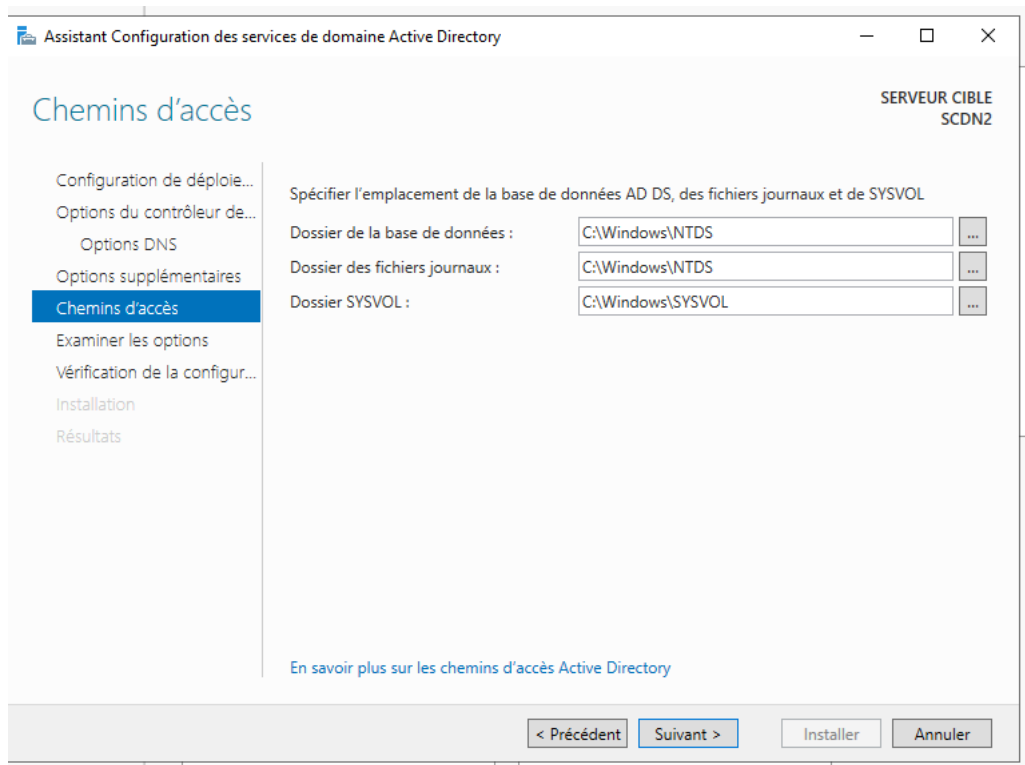 Assistant Configuration des services de domaine Active Directory
Chemins d’accès
SERVEUR CIBLE
SCDN2
Configuration de déploie...
Options du contrôleur de...
Options DNS
Options supplémentaires
Chemins d’accès
Examiner les options
Vérification de la configur...
Installation
Résultats
Spécifier l’emplacement de la base de données AD DS, des fichiers journaux et de SYSVOL
Dossier de la base de données : C:\Windows\NTDS ...
Dossier des fichiers journaux : C:\Windows\NTDS ...
Dossier SYSVOL : C:\Windows\SYSVOL ...
En savoir plus sur les chemins d’accès Active Directory
< Précédent Suivant > Installer Annuler